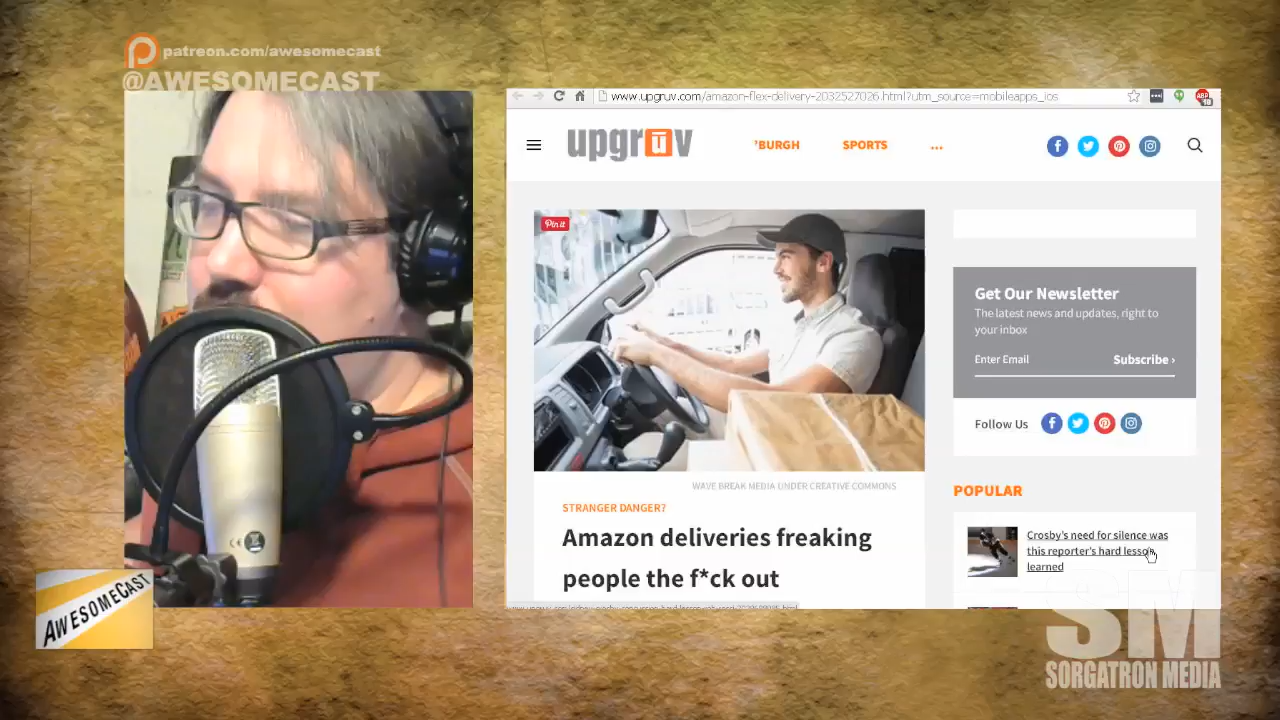 patreon.com/awesomecast
@AWESOMECAST
www.upgruv.com/amazon-flex-delivery-2032527026.html?utm_source=mobileapps_ios
upgruv
'BURGH
SPORTS
...
Pin it
WAVE BREAK MEDIA UNDER CREATIVE COMMONS
STRANGER DANGER?
Amazon deliveries freaking
people the f*ck out
Get Our Newsletter
The latest news and updates, right to
your inbox
Enter Email
Subscribe ›
Follow Us
POPULAR
Crosby's need for silence was
this reporter's hard lesson
learned
AWESOMECAST
SM
SORGATRON MEDIA